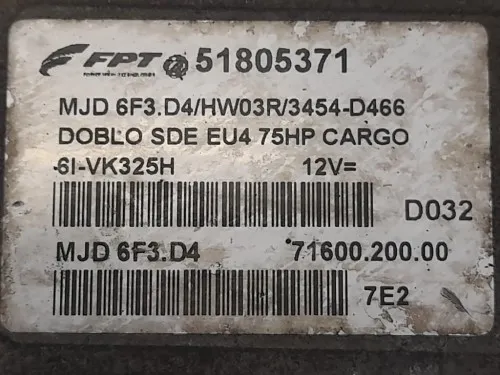 FPT 51805371
MJD 6F3.D4/HW03R/3454-D466
DOBLO SDE EU4 75HP CARGO
6I-VK325H 12V=
D032
MJD 6F3.D4 71600.200.00
7E2